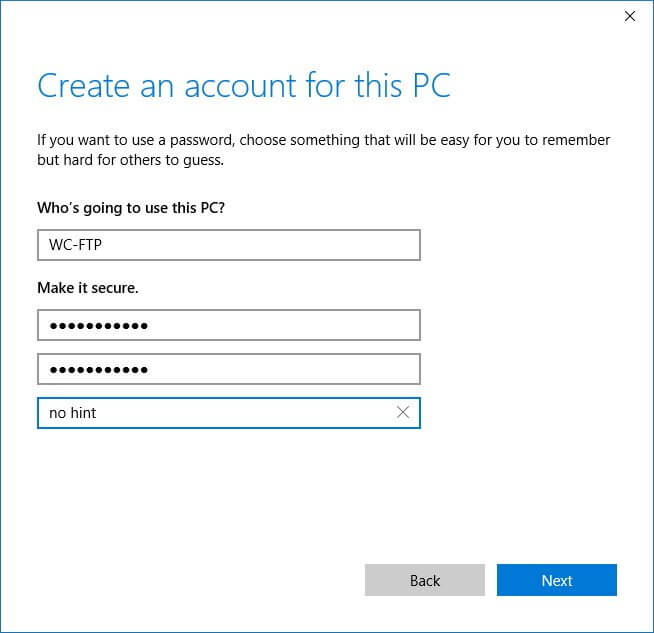 Create an account for this PC
If you want to use a password, choose something that will be easy for you to remember
but hard for others to guess.
Who's going to use this PC?
WC-FTP
Make it secure.
●●●●●●●●●●●
●●●●●●●●●●●
no hint
Back
Next